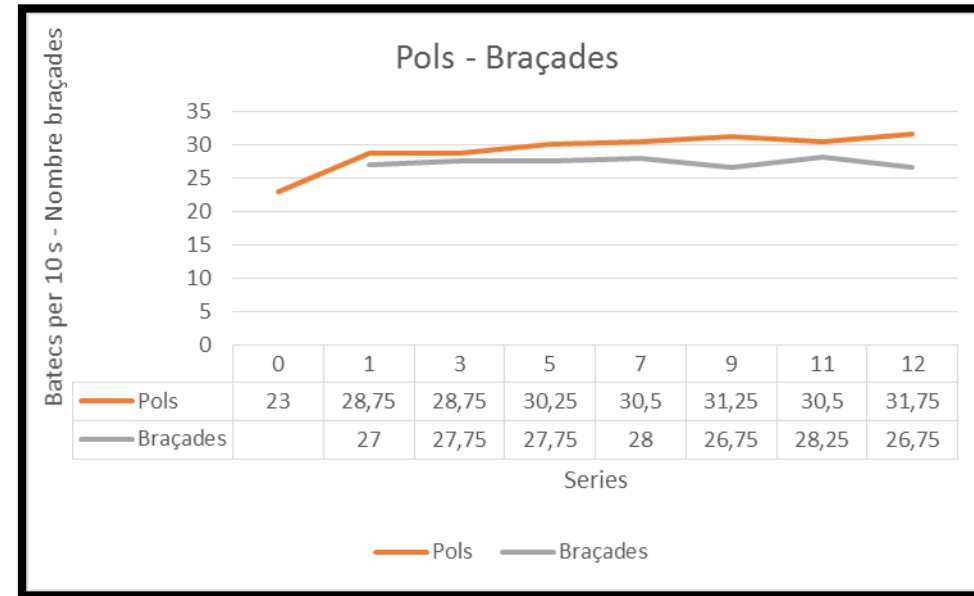 Pols - Braçades
Batecs per 10 s - Nombre braçades
35
30
25
20
15
10
5
0
0 1 3 5 7 9 11 12
Pols 23 28,75 28,75 30,25 30,5 31,25 30,5 31,75
Braçades 27 27,75 27,75 28 26,75 28,25 26,75
Series
Pols Braçades